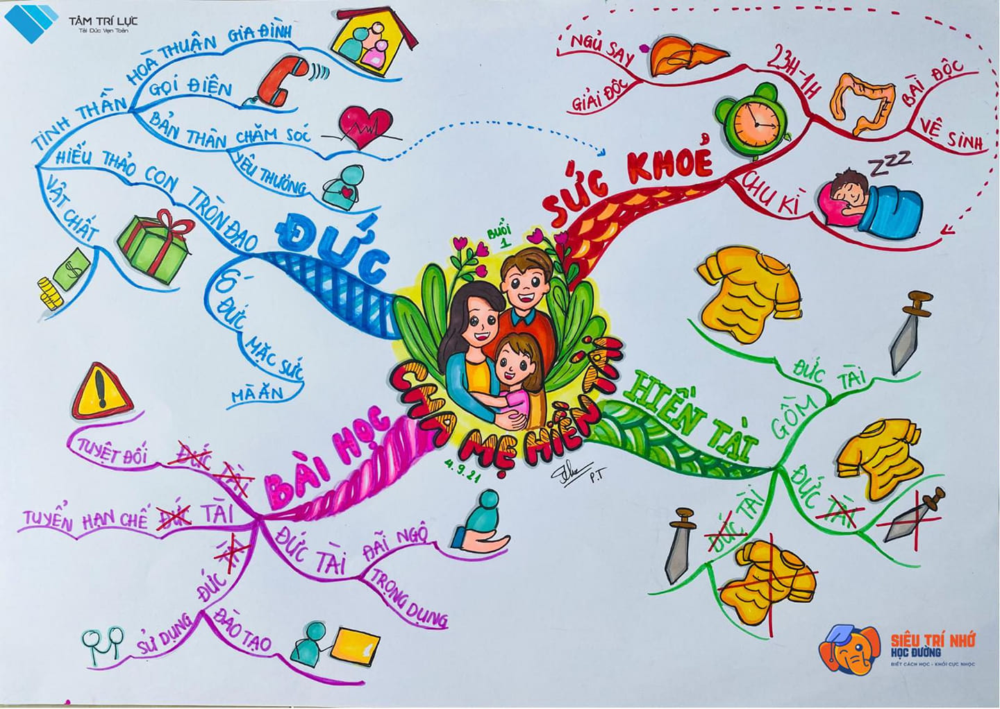 TÂM TRÍ LỰC
Tài Đức Vẹn Toàn
BUỔI
1
CHA MẸ HIỀN TÀI
4.9.21
P.T
ĐỨC
TINH THẦN
HOÀ THUẬN GIA ĐÌNH
GỌI ĐIỆN
BẢN THÂN
CHĂM SÓC
YÊU THƯƠNG
HIẾU THẢO CON TRÒN ĐẠO
VẬT CHẤT
$
CÓ ĐỨC
MẶC SỨC
MÀ ĂN
SỨC KHOẺ
23H-1H
NGỦ SAY
GIẢI ĐỘC
BÀI ĐỘC
VỆ SINH
CHU KÌ
ZZZ
HIỀN TÀI
GỒM
ĐỨC
TÀI
ĐỨC TÀI
ĐỨC TÀI
BÀI HỌC
TUYỆT ĐỐI
ĐỨC TÀI
TUYỂN HẠN CHẾ ĐỨC TÀI
ĐỨC TÀI
SỬ DỤNG
ĐÀO TẠO
ĐỨC TÀI
ĐÃI NGỘ
TRỌNG DỤNG
SIÊU TRÍ NHỚ
HỌC ĐƯỜNG
BIẾT CÁCH HỌC - KHỎI CỰC NHỌC